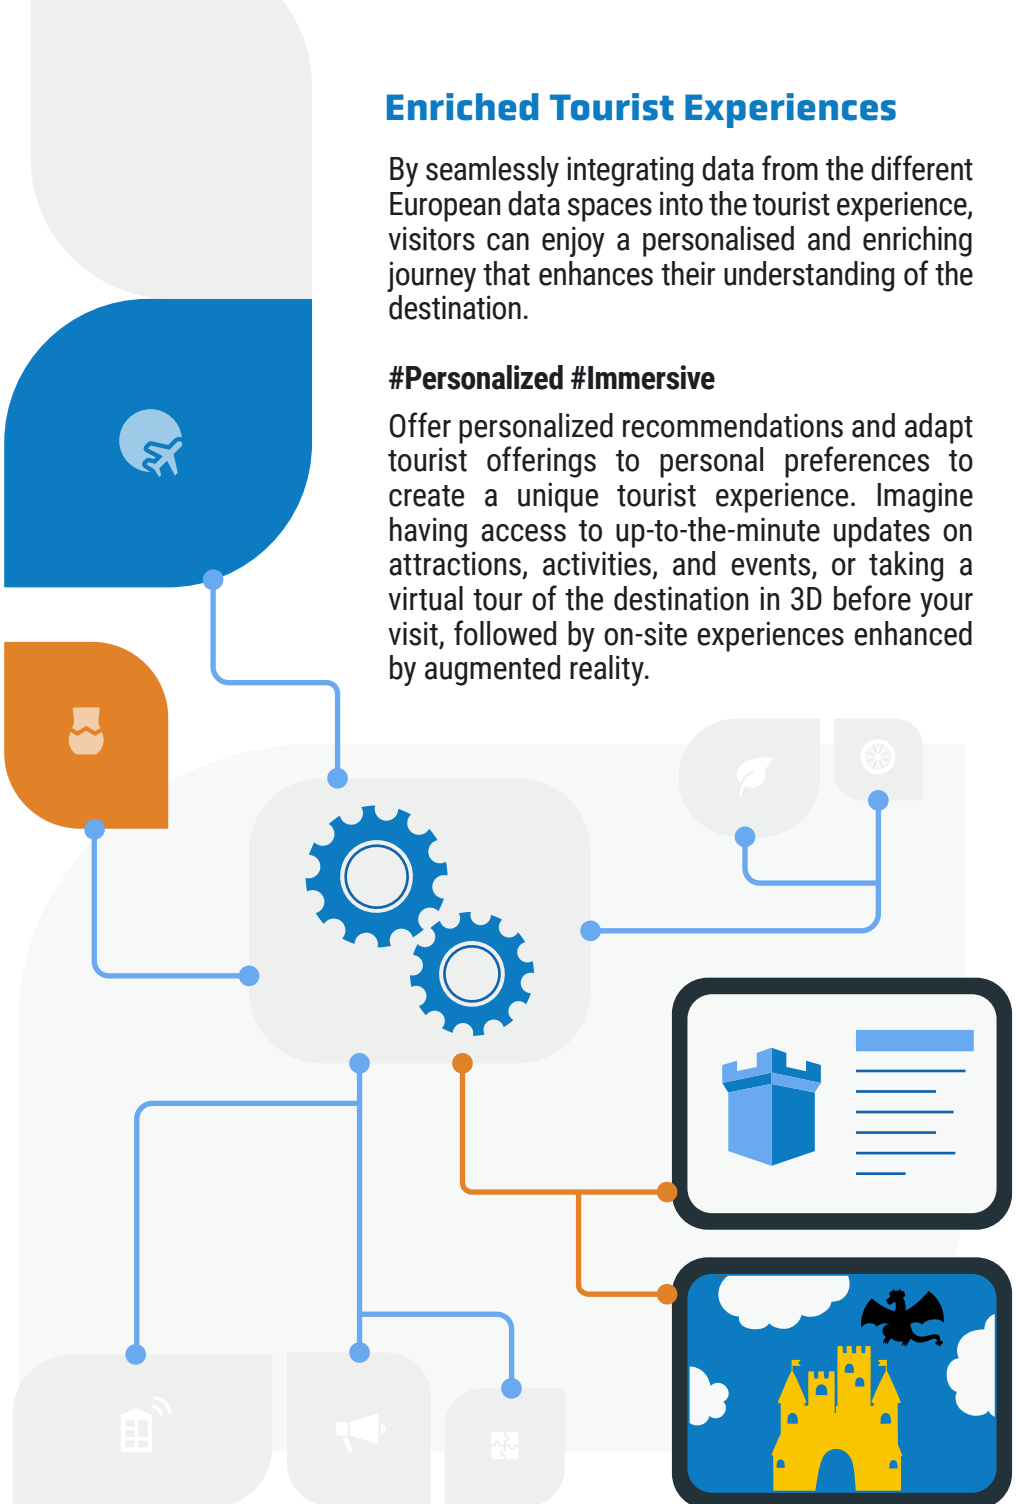 Enriched Tourist Experiences
By seamlessly integrating data from the different
European data spaces into the tourist experience,
visitors can enjoy a personalised and enriching
journey that enhances their understanding of the
destination.
#Personalized #Immersive
Offer personalized recommendations and adapt
tourist offerings to personal preferences to
create a unique tourist experience. Imagine
having access to up-to-the-minute updates on
attractions, activities, and events, or taking a
virtual tour of the destination in 3D before your
visit, followed by on-site experiences enhanced
by augmented reality.